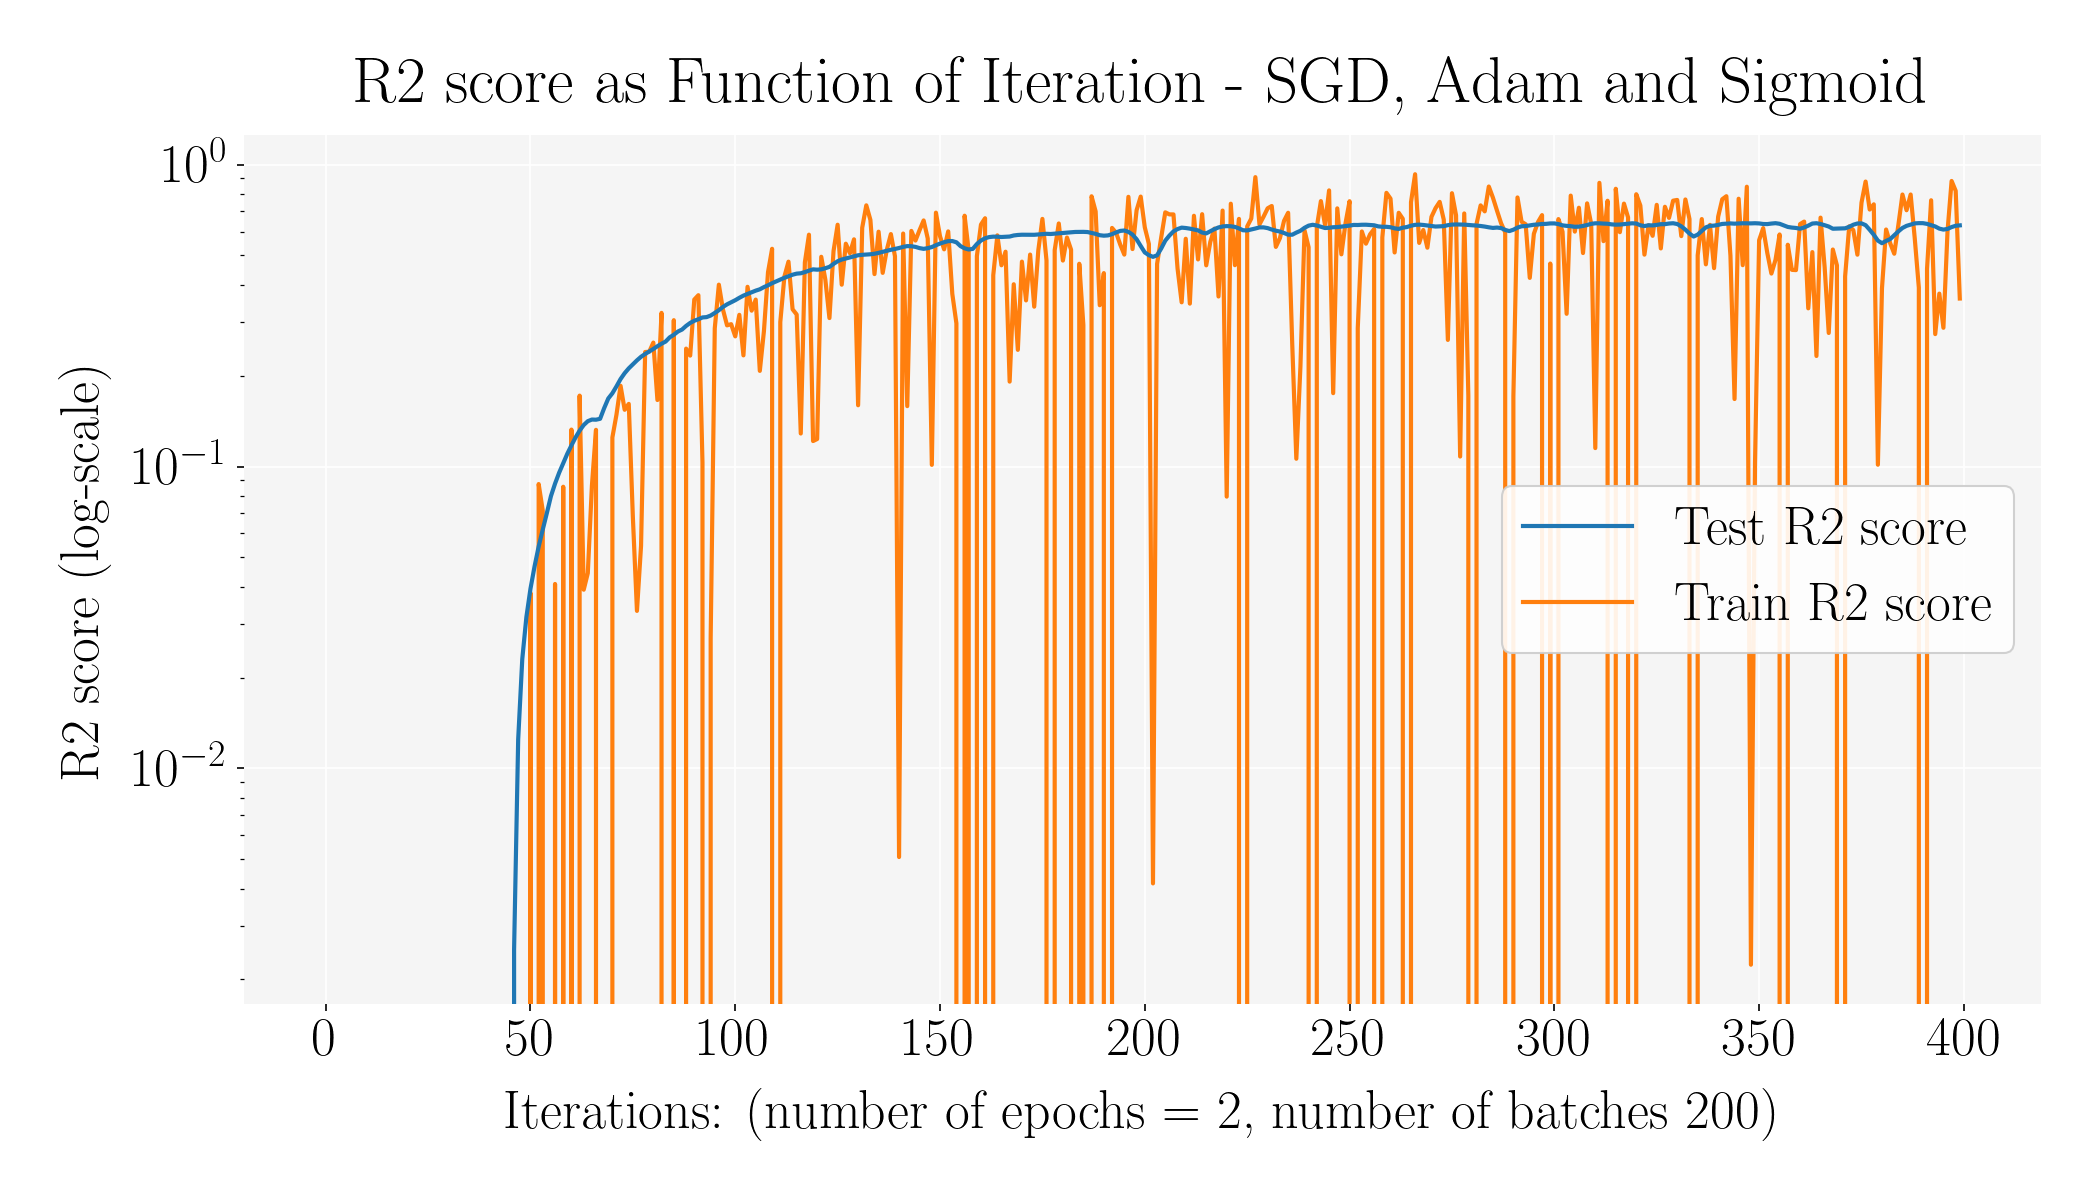 R2 score as Function of Iteration - SGD, Adam and Sigmoid
R2 score (log-scale)
10⁰
10⁻¹
10⁻²
Test R2 score
Train R2 score
0 50 100 150 200 250 300 350 400
Iterations: (number of epochs = 2, number of batches 200)